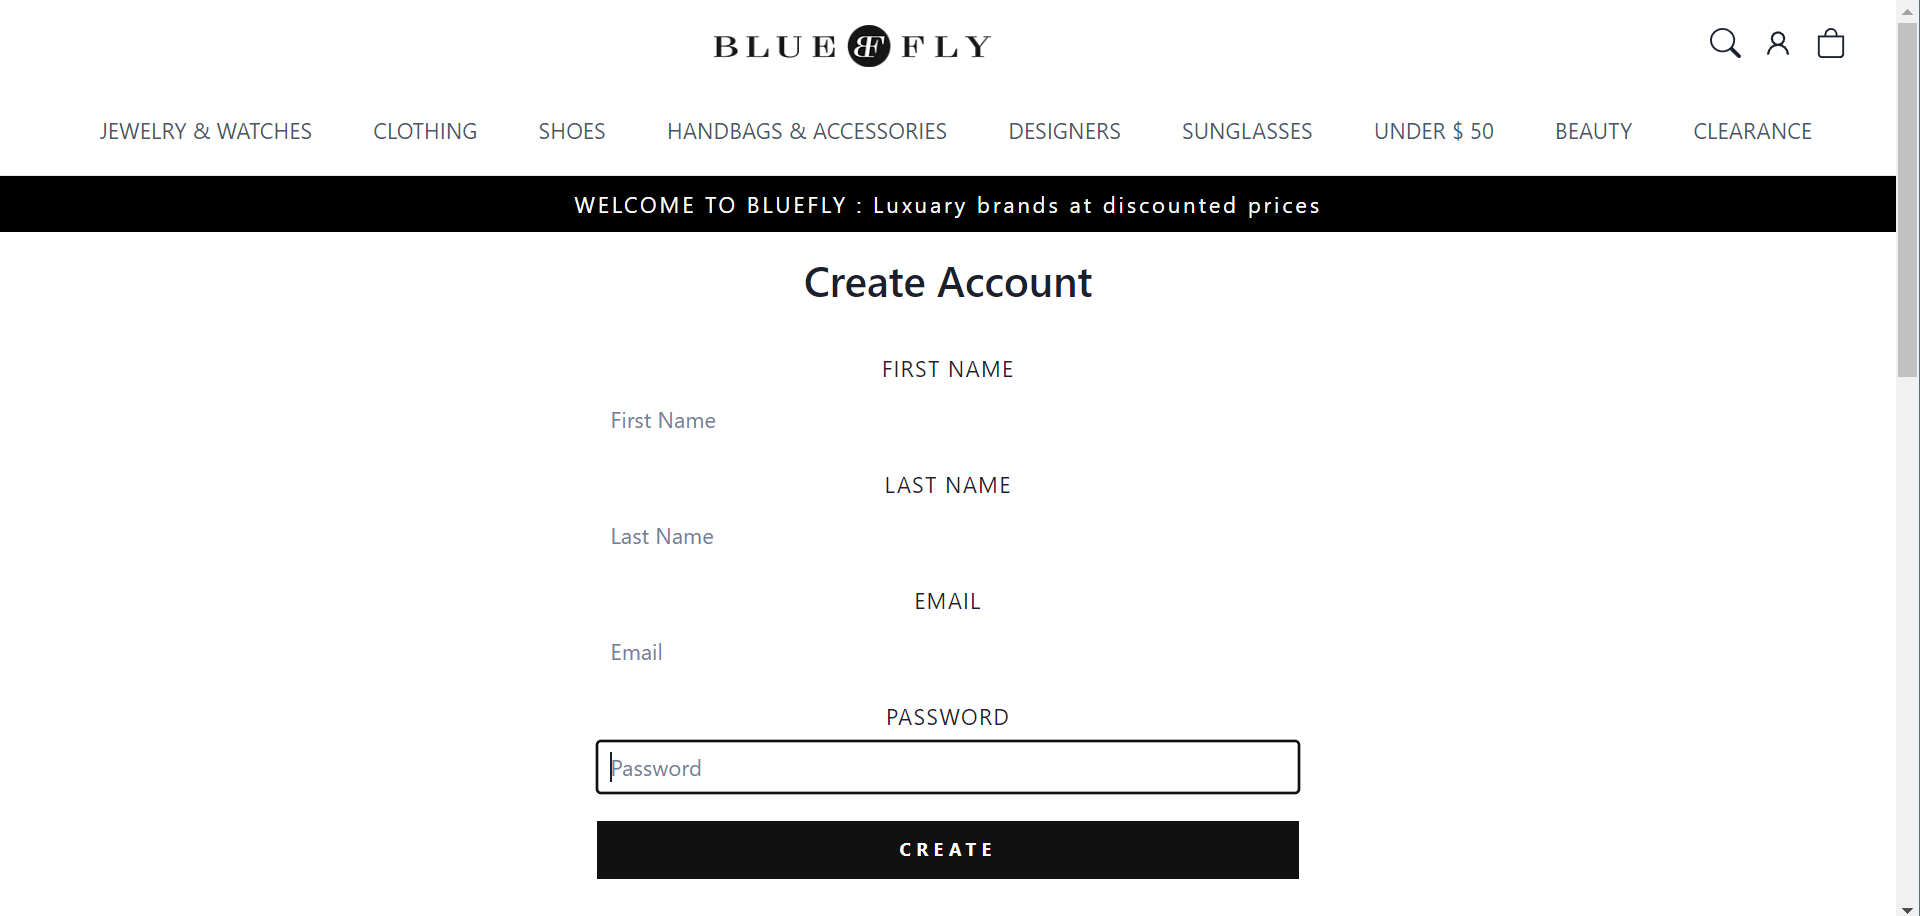 BLUE BF FLY
JEWELRY & WATCHES CLOTHING SHOES HANDBAGS & ACCESSORIES DESIGNERS SUNGLASSES UNDER $ 50 BEAUTY CLEARANCE
WELCOME TO BLUEFLY : Luxuary brands at discounted prices
Create Account
FIRST NAME
First Name
LAST NAME
Last Name
EMAIL
Email
PASSWORD
Password
CREATE